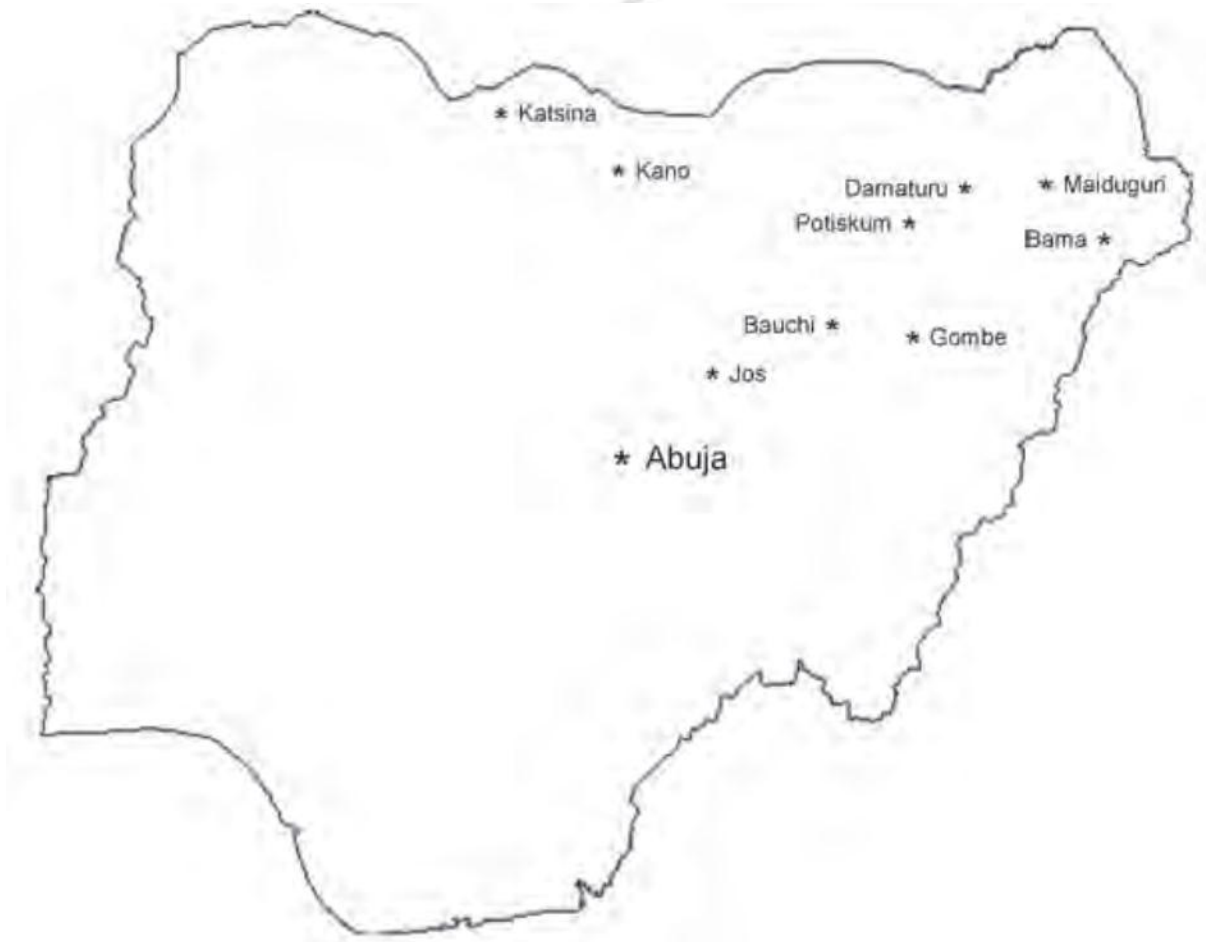 * Katsina
* Kano
Damaturu *
* Maiduguri
Potiskum *
Bama *
Bauchi *
* Gombe
* Jos
* Abuja